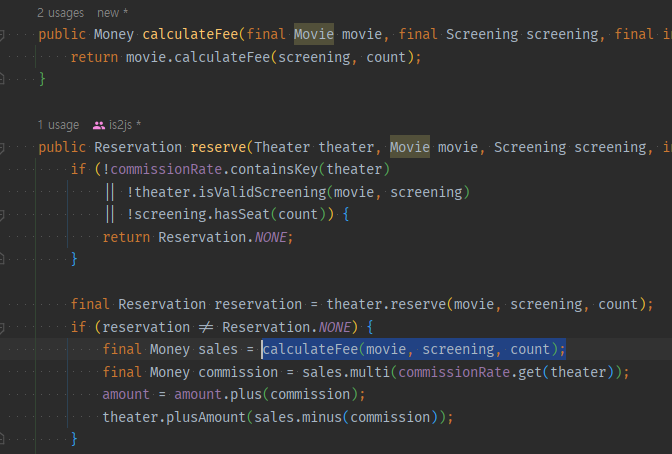 2 usages new *
public Money calculateFee(final Movie movie, final Screening screening, final i
return movie.calculateFee(screening, count);
}
1 usage is2js *
public Reservation reserve(Theater theater, Movie movie, Screening screening, i
if (!commissionRate.containsKey(theater)
|| !theater.isValidScreening(movie, screening)
|| !screening.hasSeat(count)) {
return Reservation.NONE;
}
final Reservation reservation = theater.reserve(movie, screening, count);
if (reservation ≠ Reservation.NONE) {
final Money sales = calculateFee(movie, screening, count);
final Money commission = sales.multi(commissionRate.get(theater));
amount = amount.plus(commission);
theater.plusAmount(sales.minus(commission));
}